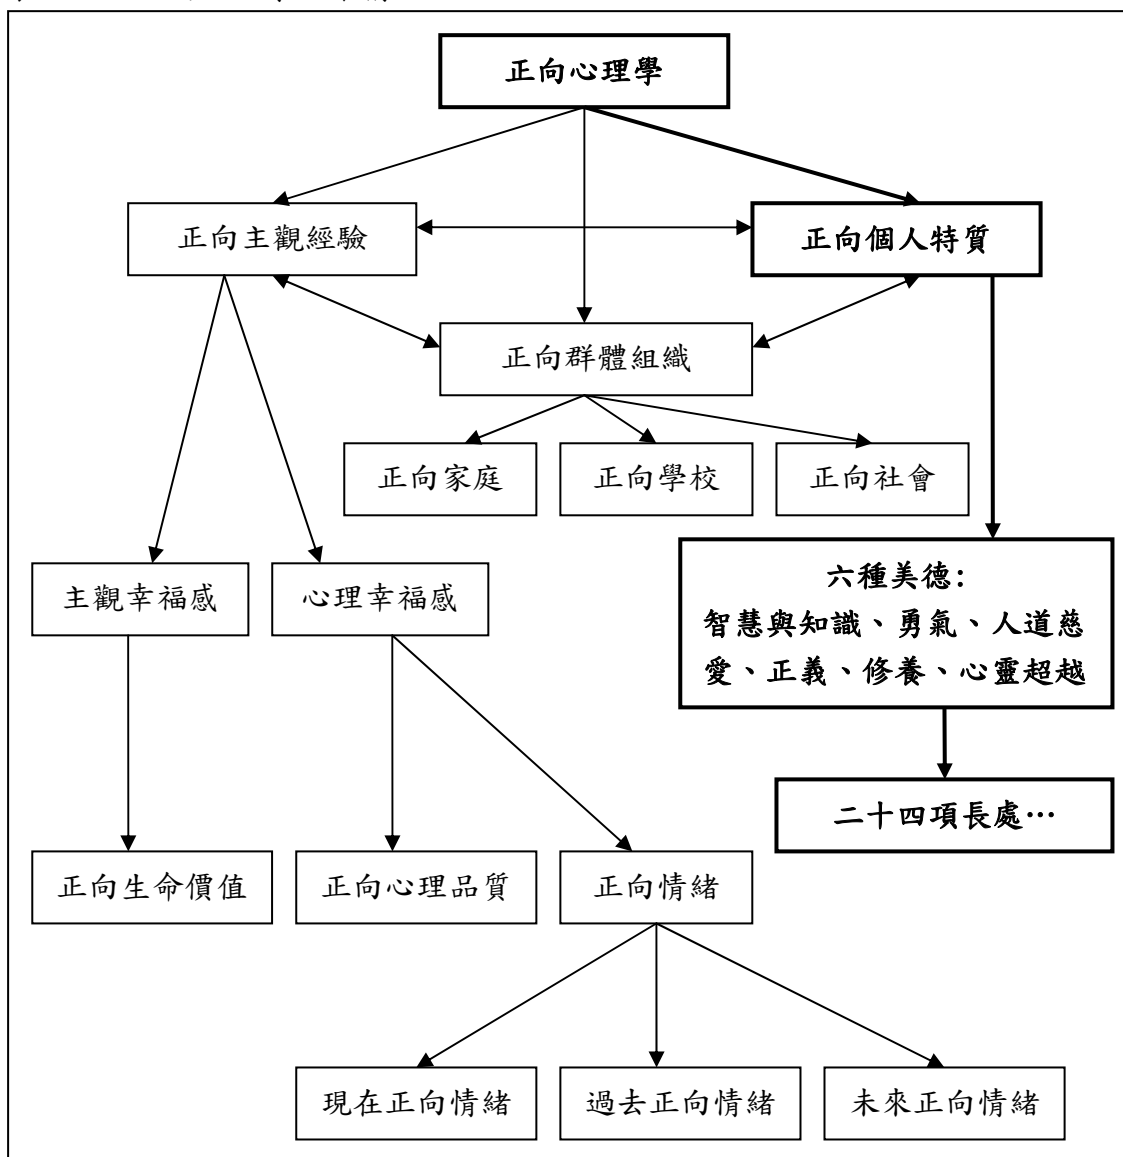 正向心理學
正向主觀經驗
正向個人特質
正向群體組織
正向家庭
正向學校
正向社會
六種美德:
智慧與知識、勇氣、人道慈
愛、正義、修養、心靈超越
主觀幸福感
心理幸福感
二十四項長處…
正向生命價值
正向心理品質
正向情緒
現在正向情緒
過去正向情緒
未來正向情緒